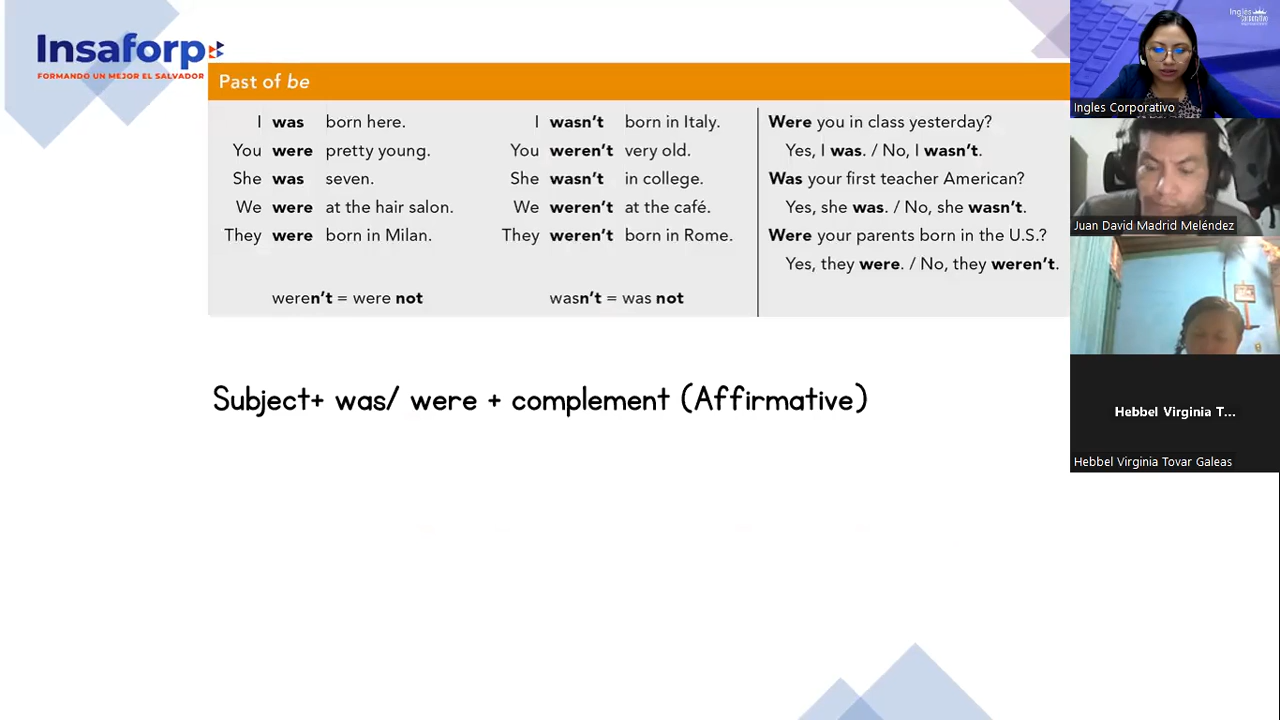 Insaforp
FORMANDO UN MEJOR EL SALVADOR
Past of be
I was born here.
You were pretty young.
She was seven.
We were at the hair salon.
They were born in Milan.
weren't = were not
I wasn't born in Italy.
You weren't very old.
She wasn't in college.
We weren't at the café.
They weren't born in Rome.
wasn't = was not
Were you in class yesterday?
Yes, I was. / No, I wasn't.
Was your first teacher American?
Yes, she was. / No, she wasn't.
Were your parents born in the U.S.?
Yes, they were. / No, they weren't.
Subject+ was/ were + complement (Affirmative)
Inglés
Corporativo
Ingles Corporativo
Juan David Madrid Meléndez
Hebbel Virginia T...
Hebbel Virginia Tovar Galeas